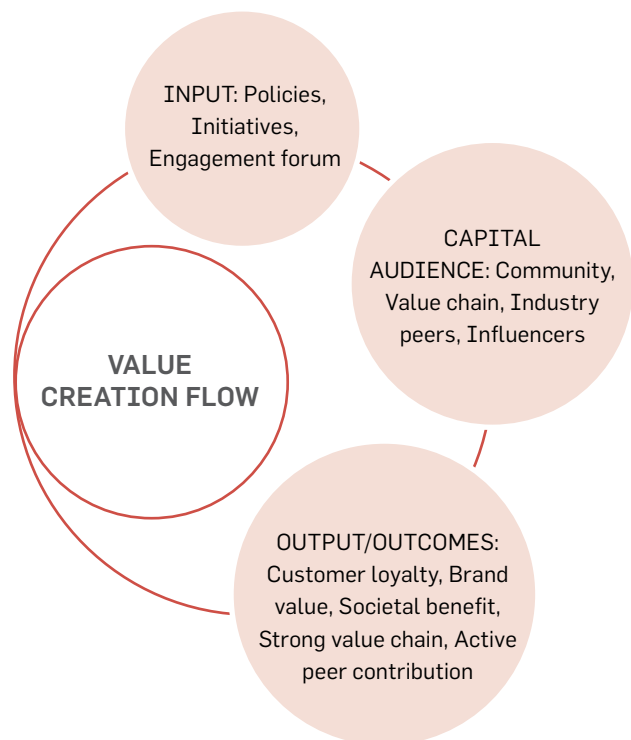 INPUT: Policies,
Initiatives,
Engagement forum
CAPITAL
AUDIENCE: Community,
Value chain, Industry
peers, Influencers
VALUE
CREATION FLOW
OUTPUT/OUTCOMES:
Customer loyalty, Brand
value, Societal benefit,
Strong value chain, Active
peer contribution